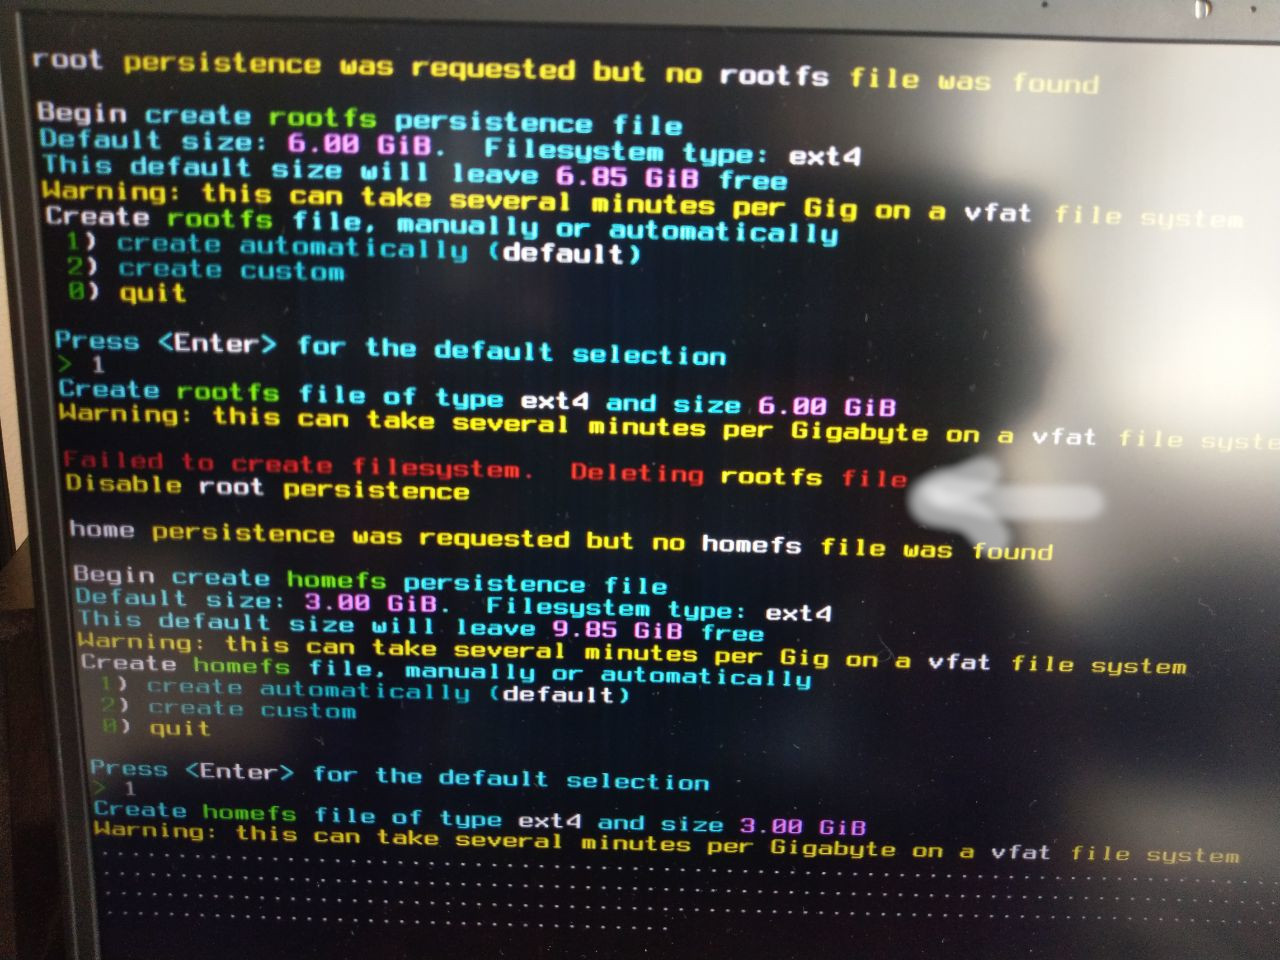 root persistence was requested but no rootfs file was found
Begin create rootfs persistence file
Default size: 6.00 GiB. Filesystem type: ext4
This default size will leave 6.85 GiB free
Warning: this can take several minutes per Gig on a vfat file system
Create rootfs file, manually or automatically
1) create automatically (default)
2) create custom
0) quit
Press <Enter> for the default selection
> 1
Create rootfs file of type ext4 and size 6.00 GiB
Warning: this can take several minutes per Gigabyte on a vfat file syste
Failed to create filesystem. Deleting rootfs file
Disable root persistence
home persistence was requested but no homefs file was found
Begin create homefs persistence file
Default size: 3.00 GiB. Filesystem type: ext4
This default size will leave 9.85 GiB free
Warning: this can take several minutes per Gig on a vfat file system
Create homefs file, manually or automatically
1) create automatically (default)
2) create custom
0) quit
Press <Enter> for the default selection
> 1
Create homefs file of type ext4 and size 3.00 GiB
Warning: this can take several minutes per Gigabyte on a vfat file system